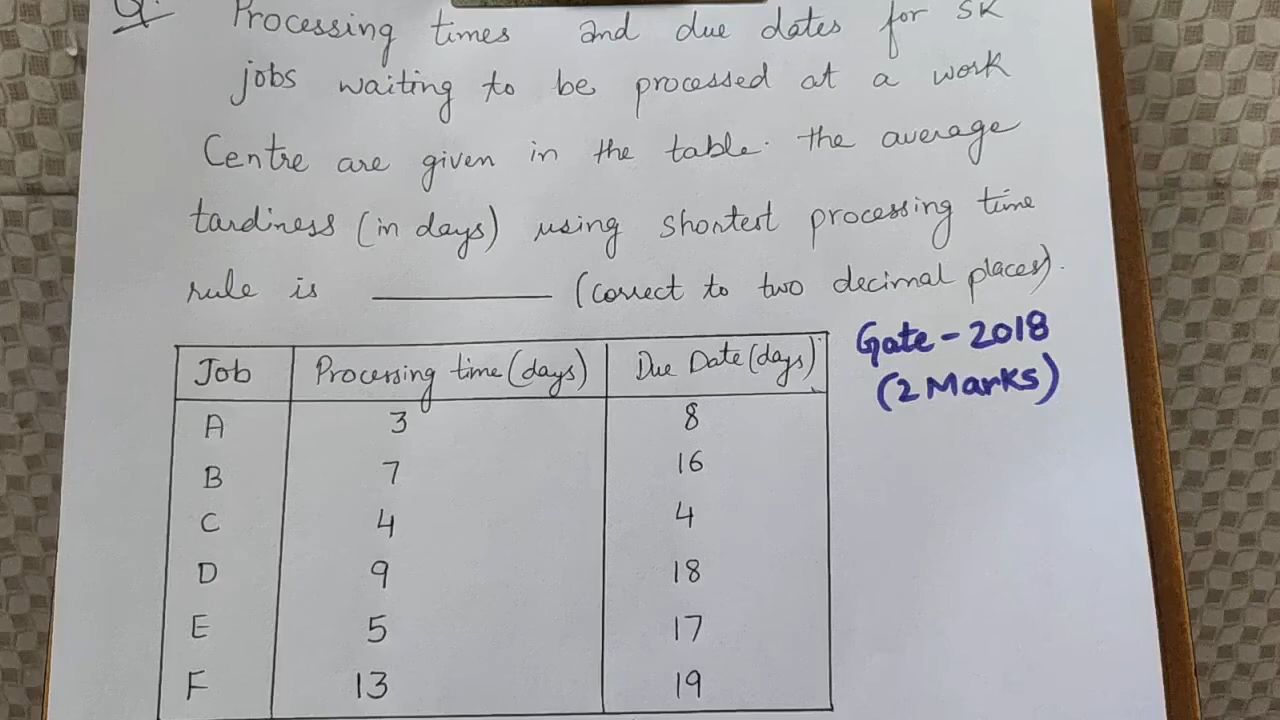 Q. Processing times and due dates for six
jobs waiting to be processed at a work
Centre are given in the table. the average
tardiness (in days) using shortest processing time
rule is ________ (correct to two decimal places).
Gate-2018
(2 Marks)
Job Processing time (days) Due Date (days)
A 3 8
B 7 16
C 4 4
D 9 18
E 5 17
F 13 19